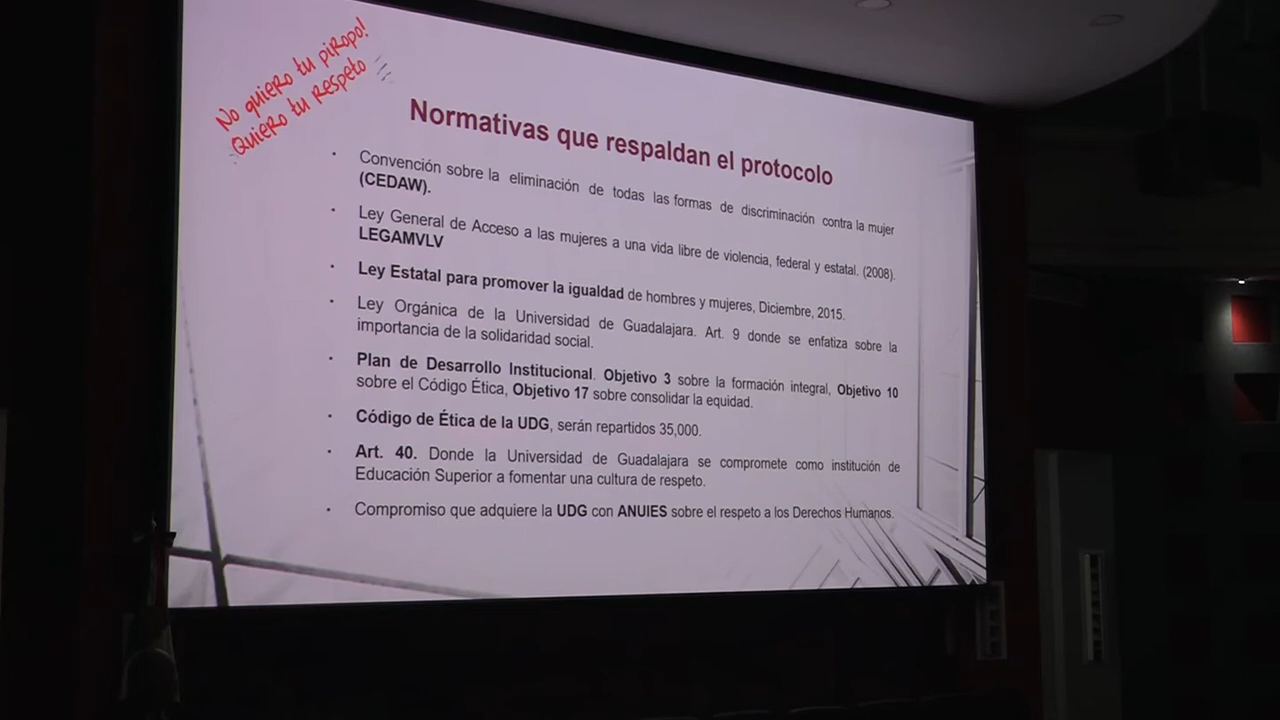 No quiero tu piropo!
Quiero tu respeto
Normativas que respaldan el protocolo
· Convención sobre la eliminación de todas las formas de discriminación contra la mujer
(CEDAW).
· Ley General de Acceso a las mujeres a una vida libre de violencia, federal y estatal. (2008).
LEGAMVLV
· Ley Estatal para promover la igualdad de hombres y mujeres, Diciembre, 2015.
· Ley Orgánica de la Universidad de Guadalajara. Art. 9 donde se enfatiza sobre la
importancia de la solidaridad social.
· Plan de Desarrollo Institucional. Objetivo 3 sobre la formación integral, Objetivo 10
sobre el Código Ética, Objetivo 17 sobre consolidar la equidad.
· Código de Ética de la UDG, serán repartidos 35,000.
· Art. 40. Donde la Universidad de Guadalajara se compromete como institución de
Educación Superior a fomentar una cultura de respeto.
· Compromiso que adquiere la UDG con ANUIES sobre el respeto a los Derechos Humanos.